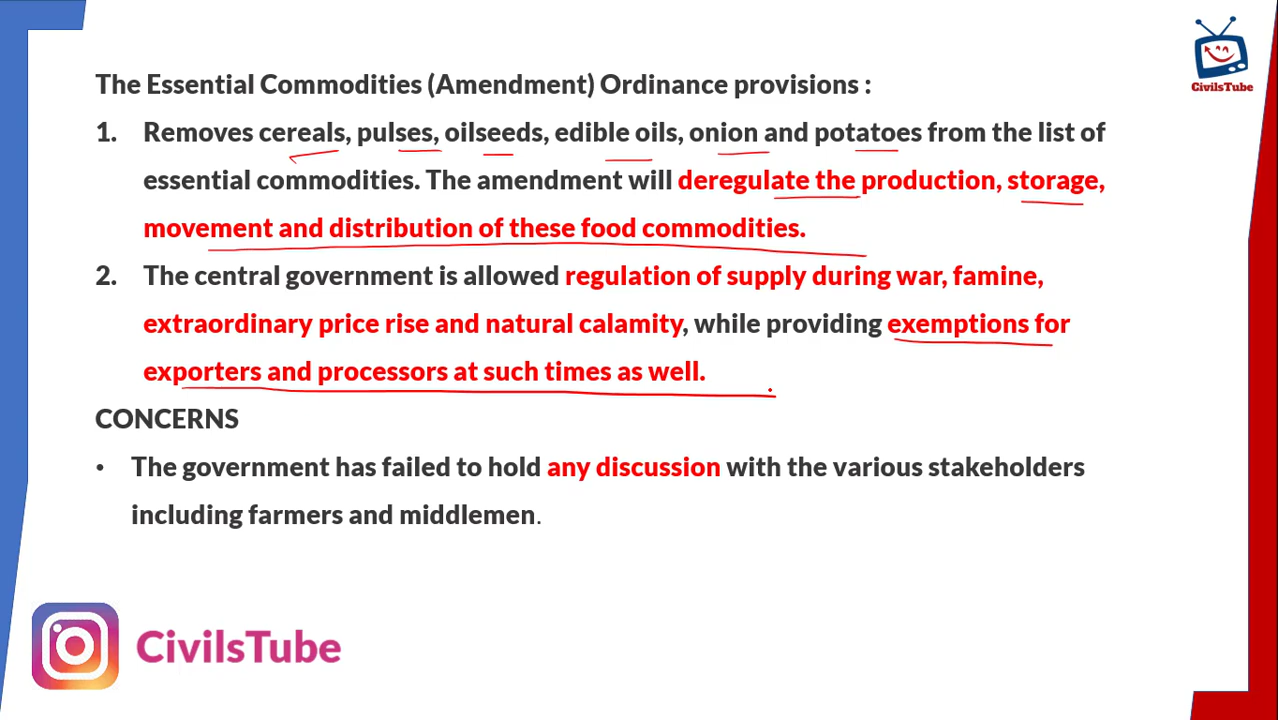 CivilsTube
The Essential Commodities (Amendment) Ordinance provisions :
1. Removes cereals, pulses, oilseeds, edible oils, onion and potatoes from the list of
essential commodities. The amendment will deregulate the production, storage,
movement and distribution of these food commodities.
2. The central government is allowed regulation of supply during war, famine,
extraordinary price rise and natural calamity, while providing exemptions for
exporters and processors at such times as well.
CONCERNS
• The government has failed to hold any discussion with the various stakeholders
including farmers and middlemen.
CivilsTube